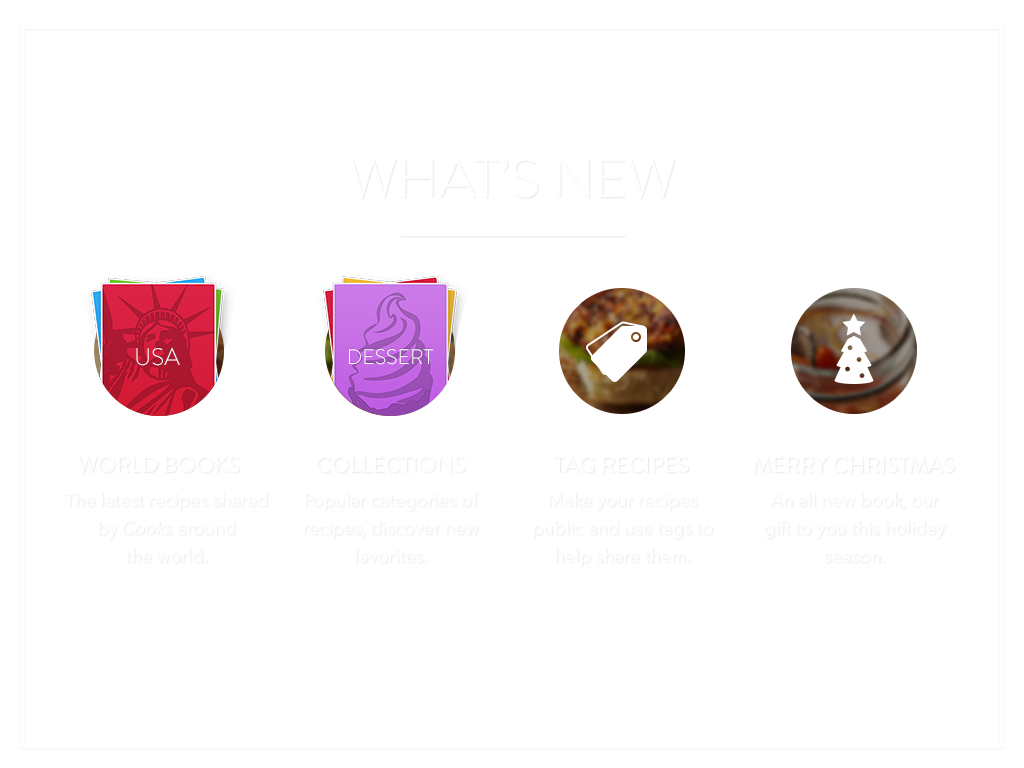 WHAT'S NEW
USA
DESSERT
WORLD BOOKS
The latest recipes shared
by Cooks around
the world.
COLLECTIONS
Popular categories of
recipes, discover new
favorites.
TAG RECIPES
Make your recipes
public and use tags to
help share them.
MERRY CHRISTMAS
An all new book, our
gift to you this holiday
season.